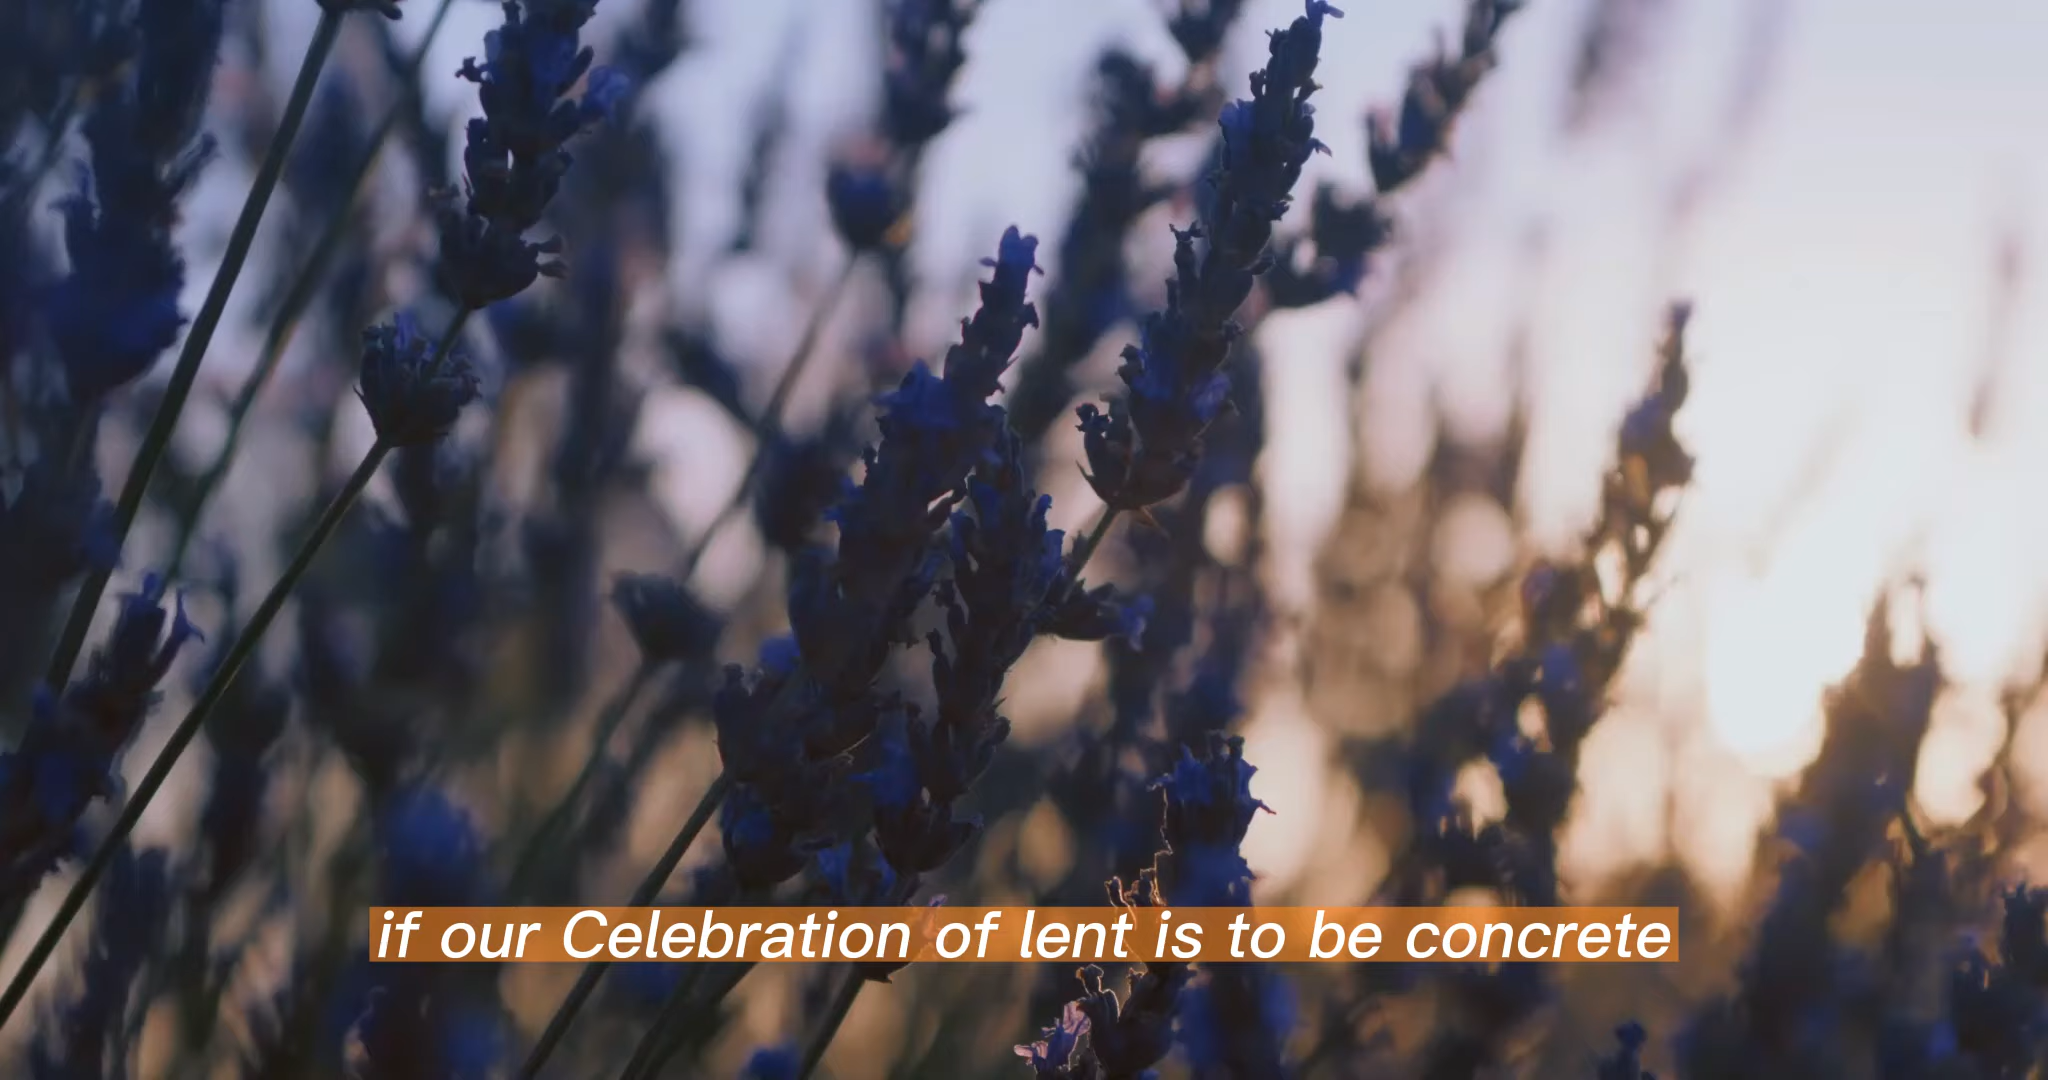 if our Celebration of lent is to be concrete